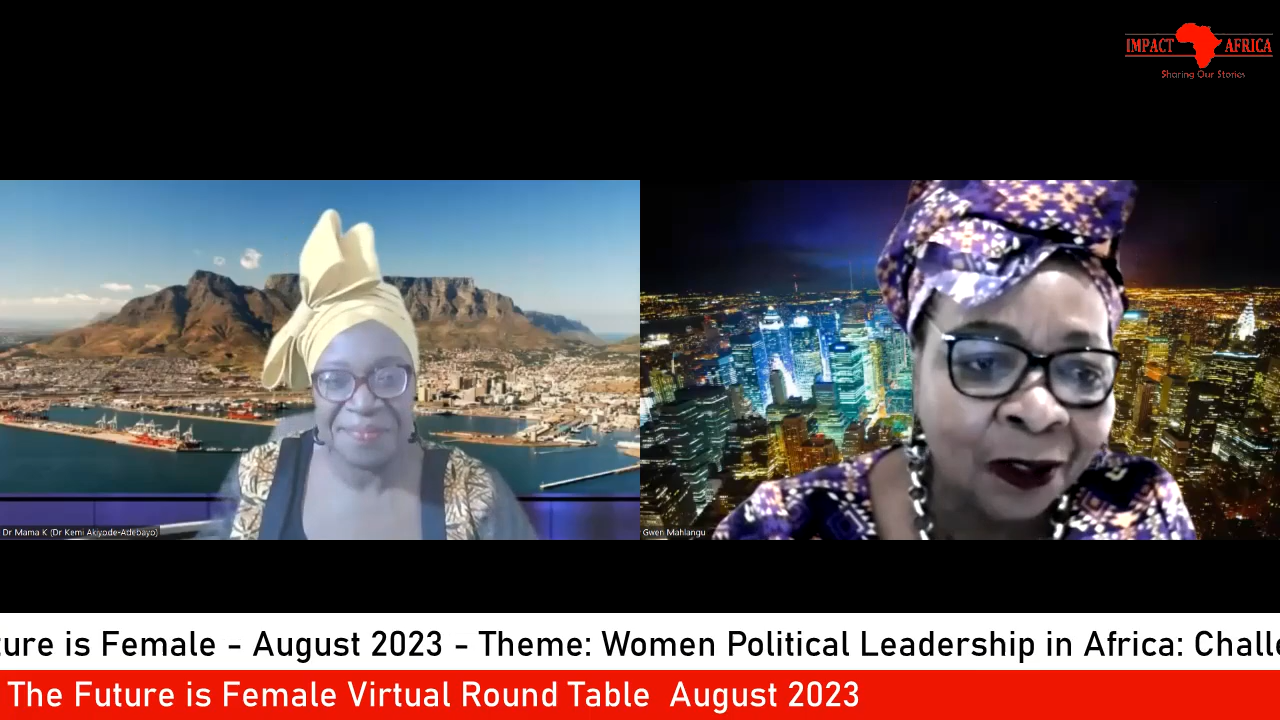 IMPACT AFRICA
Sharing Our Stories
Dr Mama K (Dr Kemi Akiyode-Adebayo)
Gwen Mahlangu
ure is Female - August 2023 - Theme: Women Political Leadership in Africa: Chall
The Future is Female Virtual Round Table August 2023